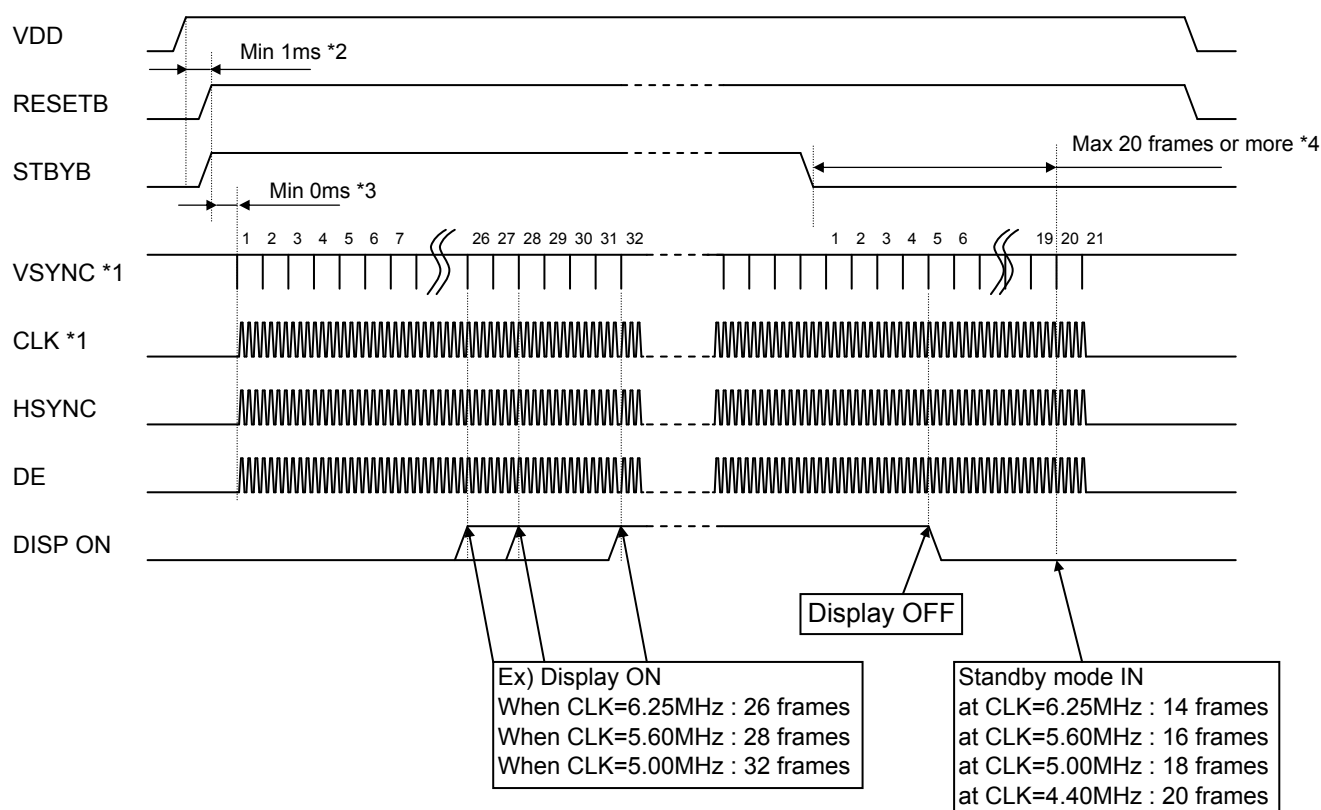 VDD
Min 1ms *2
RESETB
Max 20 frames or more *4
STBYB
Min 0ms *3
1 2 3 4 5 6 7 26 27 28 29 30 31 32 1 2 3 4 5 6 19 20 21
VSYNC *1
CLK *1
HSYNC
DE
DISP ON
Display OFF
Ex) Display ON
When CLK=6.25MHz : 26 frames
When CLK=5.60MHz : 28 frames
When CLK=5.00MHz : 32 frames
Standby mode IN
at CLK=6.25MHz : 14 frames
at CLK=5.60MHz : 16 frames
at CLK=5.00MHz : 18 frames
at CLK=4.40MHz : 20 frames